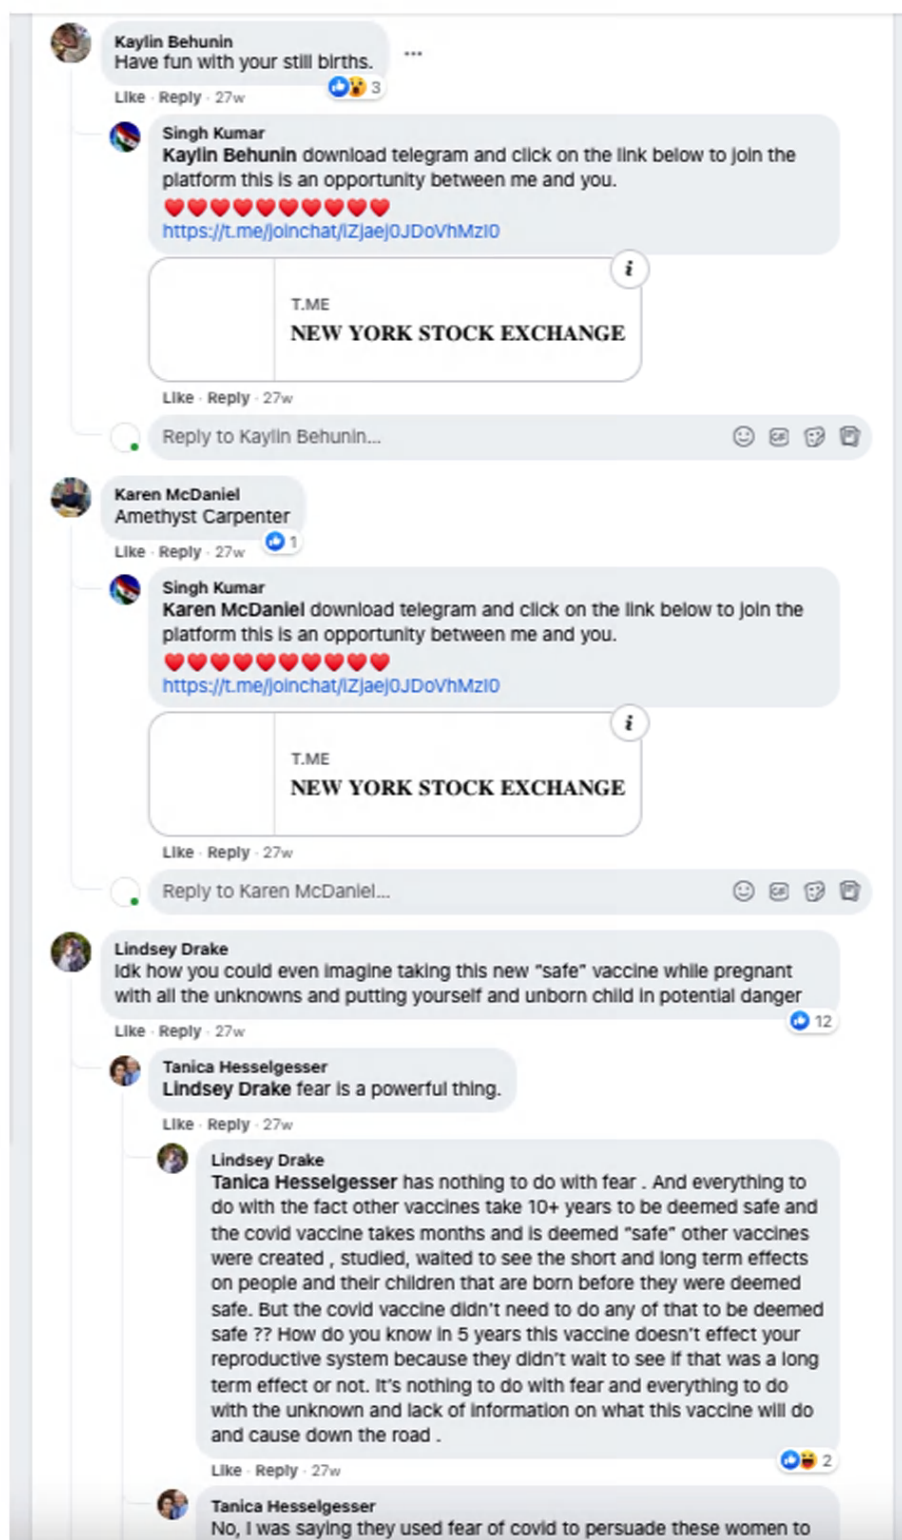 Kaylin Behunin
Have fun with your still births.
...
3
Like · Reply · 27w
Singh Kumar
Kaylin Behunin download telegram and click on the link below to join the
platform this is an opportunity between me and you.
❤❤❤❤❤❤❤❤❤❤
https://t.me/joinchat/iZjaej0JDoVhMzI0
i
T.ME
NEW YORK STOCK EXCHANGE
Like · Reply · 27w
Reply to Kaylin Behunin...
GIF
Karen McDaniel
Amethyst Carpenter
1
Like · Reply · 27w
Singh Kumar
Karen McDaniel download telegram and click on the link below to join the
platform this is an opportunity between me and you.
❤❤❤❤❤❤❤❤❤❤
https://t.me/joinchat/iZjaej0JDoVhMzI0
i
T.ME
NEW YORK STOCK EXCHANGE
Like · Reply · 27w
Reply to Karen McDaniel...
GIF
Lindsey Drake
Idk how you could even imagine taking this new "safe" vaccine while pregnant
with all the unknowns and putting yourself and unborn child in potential danger
12
Like · Reply · 27w
Tanica Hesselgesser
Lindsey Drake fear is a powerful thing.
Like · Reply · 27w
Lindsey Drake
Tanica Hesselgesser has nothing to do with fear . And everything to
do with the fact other vaccines take 10+ years to be deemed safe and
the covid vaccine takes months and is deemed "safe" other vaccines
were created , studied, waited to see the short and long term effects
on people and their children that are born before they were deemed
safe. But the covid vaccine didn't need to do any of that to be deemed
safe ?? How do you know in 5 years this vaccine doesn't effect your
reproductive system because they didn't wait to see if that was a long
term effect or not. It's nothing to do with fear and everything to do
with the unknown and lack of information on what this vaccine will do
and cause down the road .
2
Like · Reply · 27w
Tanica Hesselgesser
No, I was saying they used fear of covid to persuade these women to